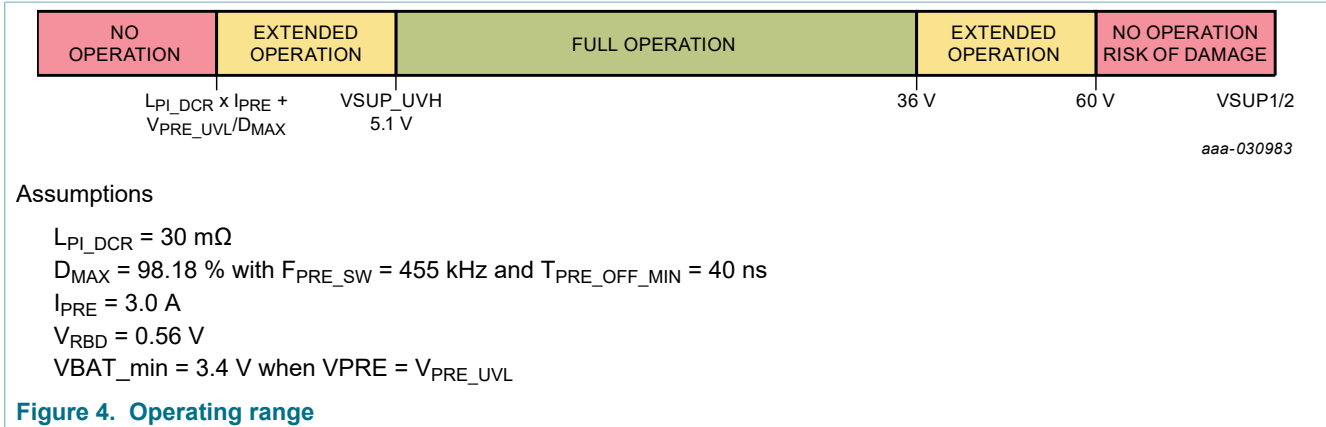 NO OPERATION
EXTENDED OPERATION
FULL OPERATION
EXTENDED OPERATION
NO OPERATION RISK OF DAMAGE
LPI_DCR x IPRE +
VPRE_UVL/DMAX
VSUP_UVH
5.1 V
36 V
60 V
VSUP1/2
aaa-030983
Assumptions
LPI_DCR = 30 mΩ
DMAX = 98.18 % with FPRE_SW = 455 kHz and TPRE_OFF_MIN = 40 ns
IPRE = 3.0 A
VRBD = 0.56 V
VBAT_min = 3.4 V when VPRE = VPRE_UVL
Figure 4. Operating range